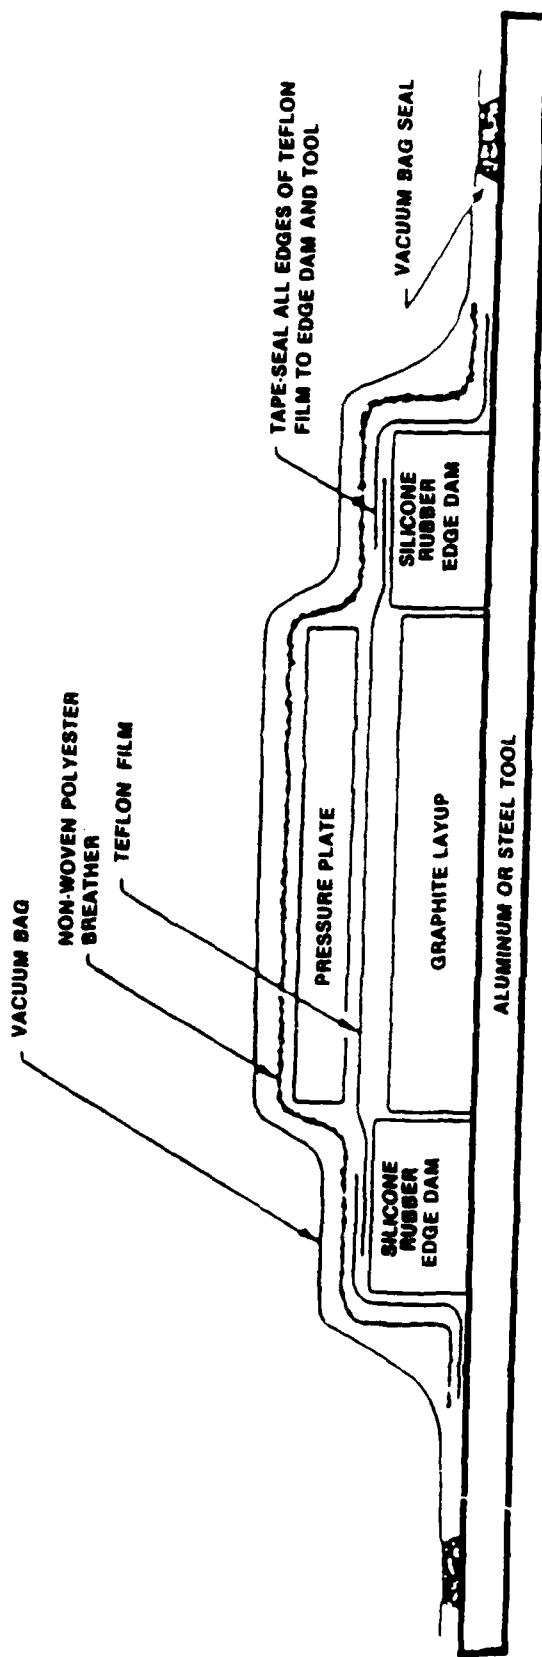 VACUUM BAG
NON-WOVEN POLYESTER
BREATHER
TEFLON FILM
TAPE-SEAL ALL EDGES OF TEFLON
FILM TO EDGE DAM AND TOOL
VACUUM BAG SEAL
PRESSURE PLATE
SILICONE
RUBBER
EDGE DAM
GRAPHITE LAYUP
SILICONE
RUBBER
EDGE DAM
ALUMINUM OR STEEL TOOL